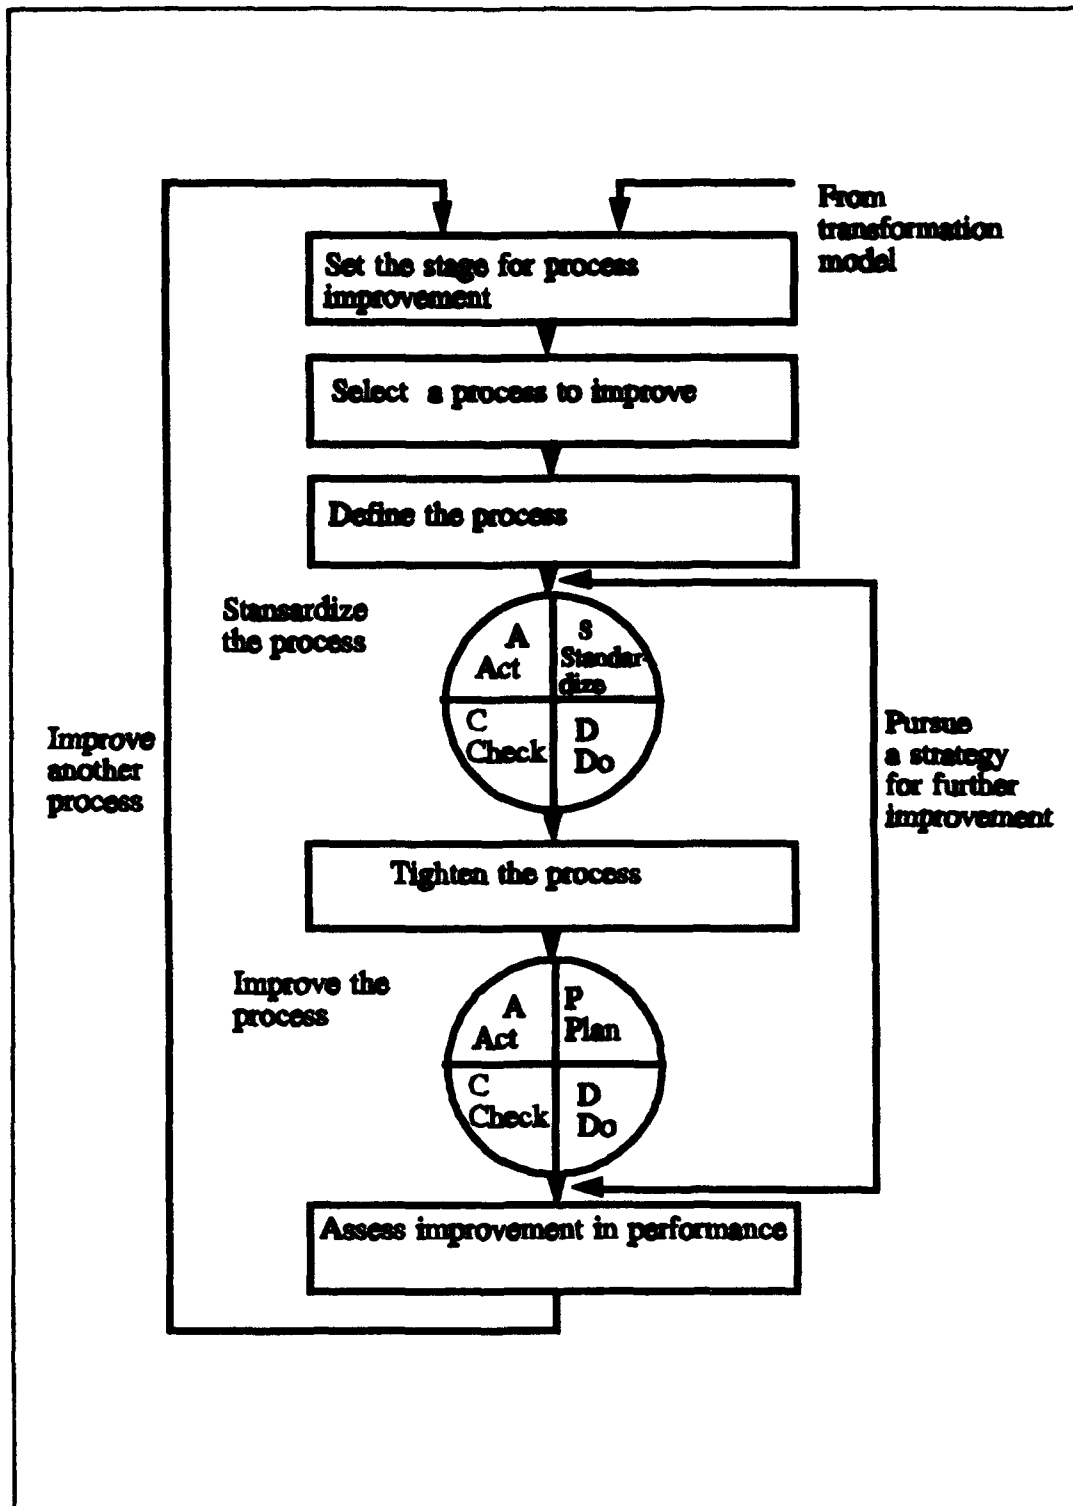 From
transformation
model
Set the stage for process
improvement
Select a process to improve
Define the process
Stansardize
the process
A
Act
S
Standar-
dize
C
Check
D
Do
Improve
another
process
Pursue
a strategy
for further
improvement
Tighten the process
Improve the
process
A
Act
P
Plan
C
Check
D
Do
Assess improvement in performance